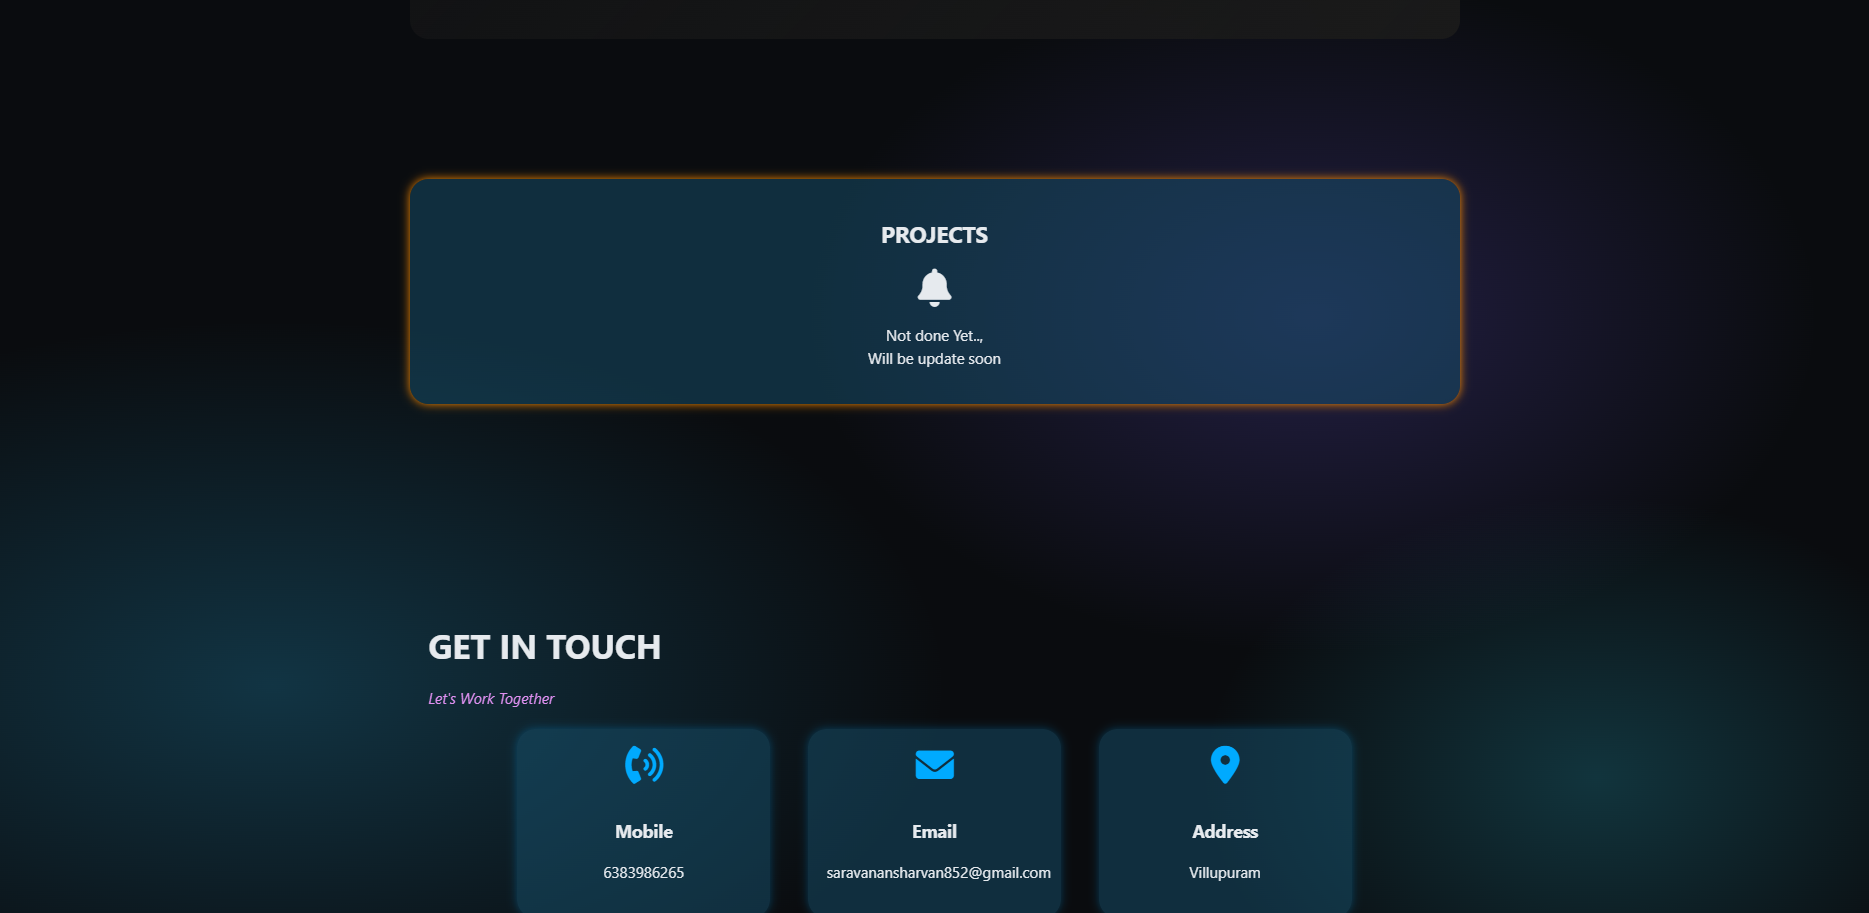 PROJECTS
Not done Yet..,
Will be update soon
GET IN TOUCH
Let's Work Together
Mobile
6383986265
Email
saravanansharvan852@gmail.com
Address
Villupuram